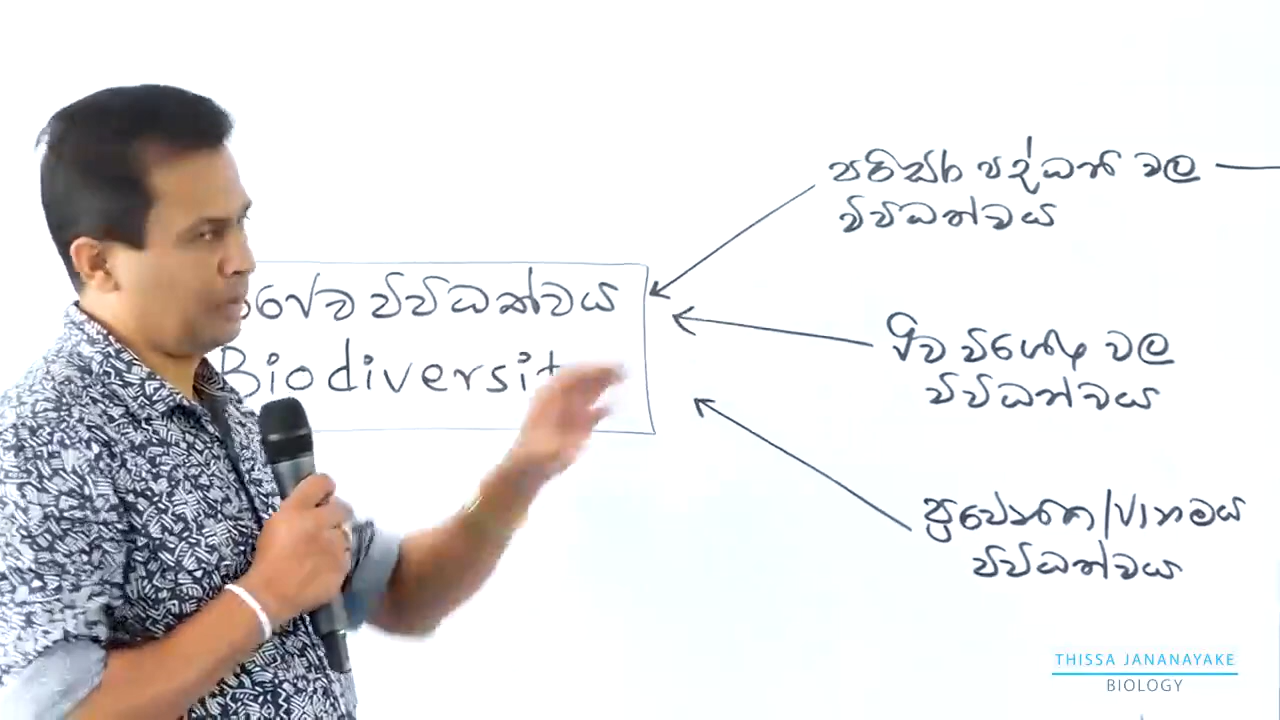 ජෛව විවිධත්වය
Biodiversit
පරිසර පද්ධති වල
විවිධත්වය
ජීව විශේෂ වල
විවිධත්වය
ප්‍රවේණික/ජානමය
විවිධත්වය
THISSA JANANAYAKE
BIOLOGY